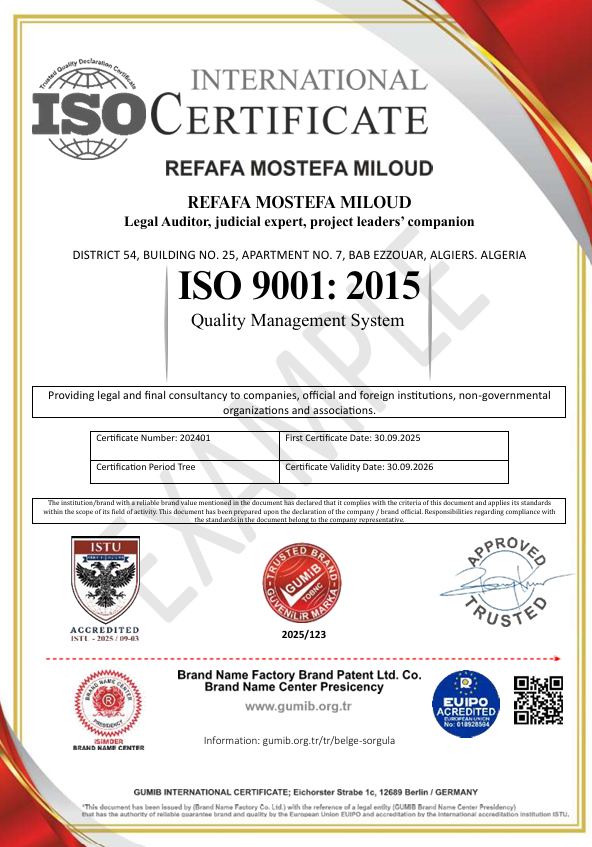 Trusted Quality Declaration Certificate
ISO
INTERNATIONAL
CERTIFICATE
REFAFA MOSTEFA MILOUD
REFAFA MOSTEFA MILOUD
Legal Auditor, judicial expert, project leaders’ companion
DISTRICT 54, BUILDING NO. 25, APARTMENT NO. 7, BAB EZZOUAR, ALGIERS. ALGERIA
ISO 9001: 2015
Quality Management System
EXAMPLE
Providing legal and final consultancy to companies, official and foreign institutions, non-governmental
organizations and associations.
Certificate Number: 202401
First Certificate Date: 30.09.2025
Certification Period Tree
Certificate Validity Date: 30.09.2026
The institution/brand with a reliable brand value mentioned in the document has declared that it complies with the criteria of this document and applies its standards
within the scope of its field of activity. This document has been prepared upon the declaration of the company / brand official. Responsibilities regarding compliance with
the standards in the document belong to the company representative.
ISTU
ACCREDITED
ISTU - 2025 / 09-03
TRUSTED BRAND
GUMİB
TOBNC
GÜVENİLİR MARKA
2025/123
APPROVED
TRUSTED
BRAND NAME CENTER
R
PRESIDENCY
ISIMDER
BRAND NAME CENTER
Brand Name Factory Brand Patent Ltd. Co.
Brand Name Center Presicency
www.gumib.org.tr
Information: gumib.org.tr/tr/belge-sorgula
EUIPO
ACCREDITED
EUROPEAN UNION
No: 018928504
GUMIB INTERNATIONAL CERTIFICATE; Eichorster Strabe 1c, 12689 Berlin / GERMANY
*This document has been issued by (Brand Name Factory Co. Ltd.) with the reference of a legal entity (GUMIB Brand Name Center Presidency)
that has the authority of reliable guarantee brand and quality by the European Union EUIPO and accreditation by the international accreditation institution ISTU.